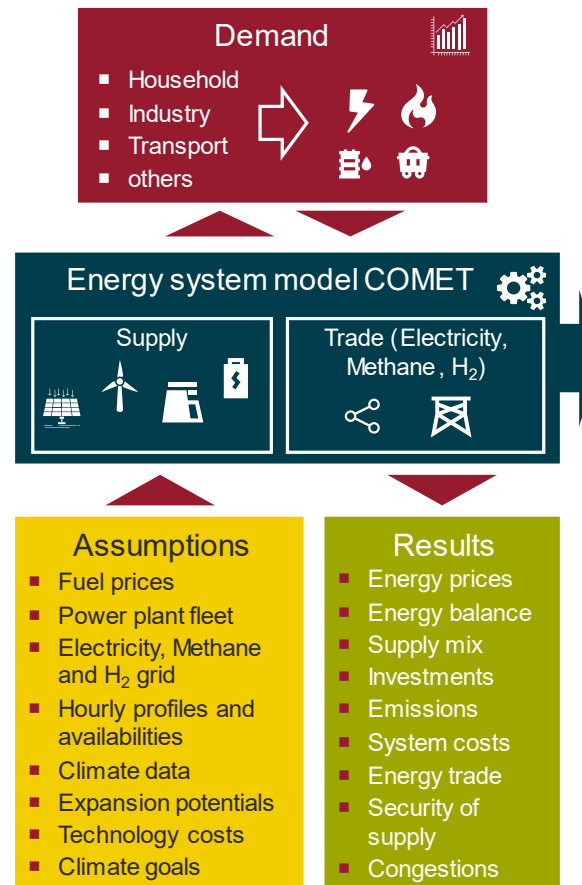 Demand
Household
Industry
Transport
others
Energy system model COMET
Supply
Trade (Electricity,
Methane, H₂)
Assumptions
Fuel prices
Power plant fleet
Electricity, Methane
and H₂ grid
Hourly profiles and
availabilities
Climate data
Expansion potentials
Technology costs
Climate goals
Results
Energy prices
Energy balance
Supply mix
Investments
Emissions
System costs
Energy trade
Security of
supply
Congestions